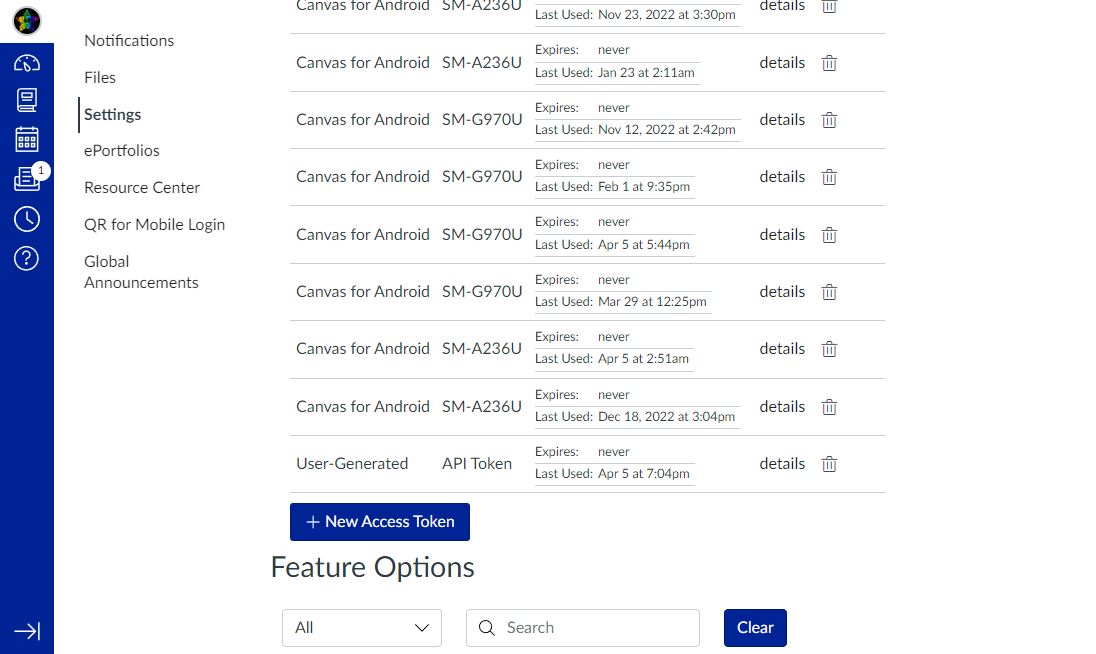 Canvas for Android SM-A236U details
Last Used: Nov 23, 2022 at 3:30pm
1
Notifications
Files
Settings
ePortfolios
Resource Center
QR for Mobile Login
Global
Announcements
Expires: never
Canvas for Android SM-A236U details
Last Used: Jan 23 at 2:11am
Expires: never
Canvas for Android SM-G970U details
Last Used: Nov 12, 2022 at 2:42pm
Expires: never
Canvas for Android SM-G970U details
Last Used: Feb 1 at 9:35pm
Expires: never
Canvas for Android SM-G970U details
Last Used: Apr 5 at 5:44pm
Expires: never
Canvas for Android SM-G970U details
Last Used: Mar 29 at 12:25pm
Expires: never
Canvas for Android SM-A236U details
Last Used: Apr 5 at 2:51am
Expires: never
Canvas for Android SM-A236U details
Last Used: Dec 18, 2022 at 3:04pm
Expires: never
User-Generated API Token details
Last Used: Apr 5 at 7:04pm
+ New Access Token
Feature Options
All Search Clear